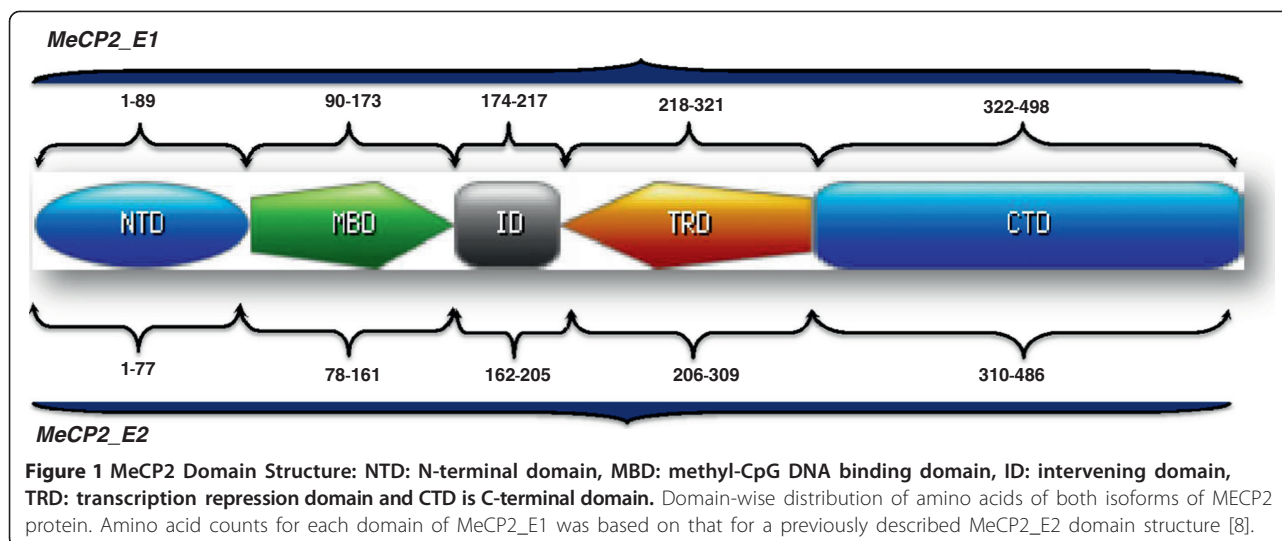 MeCP2_E1
1-89 90-173 174-217 218-321 322-498
NTD MBD ID TRD CTD
1-77 78-161 162-205 206-309 310-486
MeCP2_E2
Figure 1 MeCP2 Domain Structure: NTD: N-terminal domain, MBD: methyl-CpG DNA binding domain, ID: intervening domain,
TRD: transcription repression domain and CTD is C-terminal domain. Domain-wise distribution of amino acids of both isoforms of MECP2
protein. Amino acid counts for each domain of MeCP2_E1 was based on that for a previously described MeCP2_E2 domain structure [8].